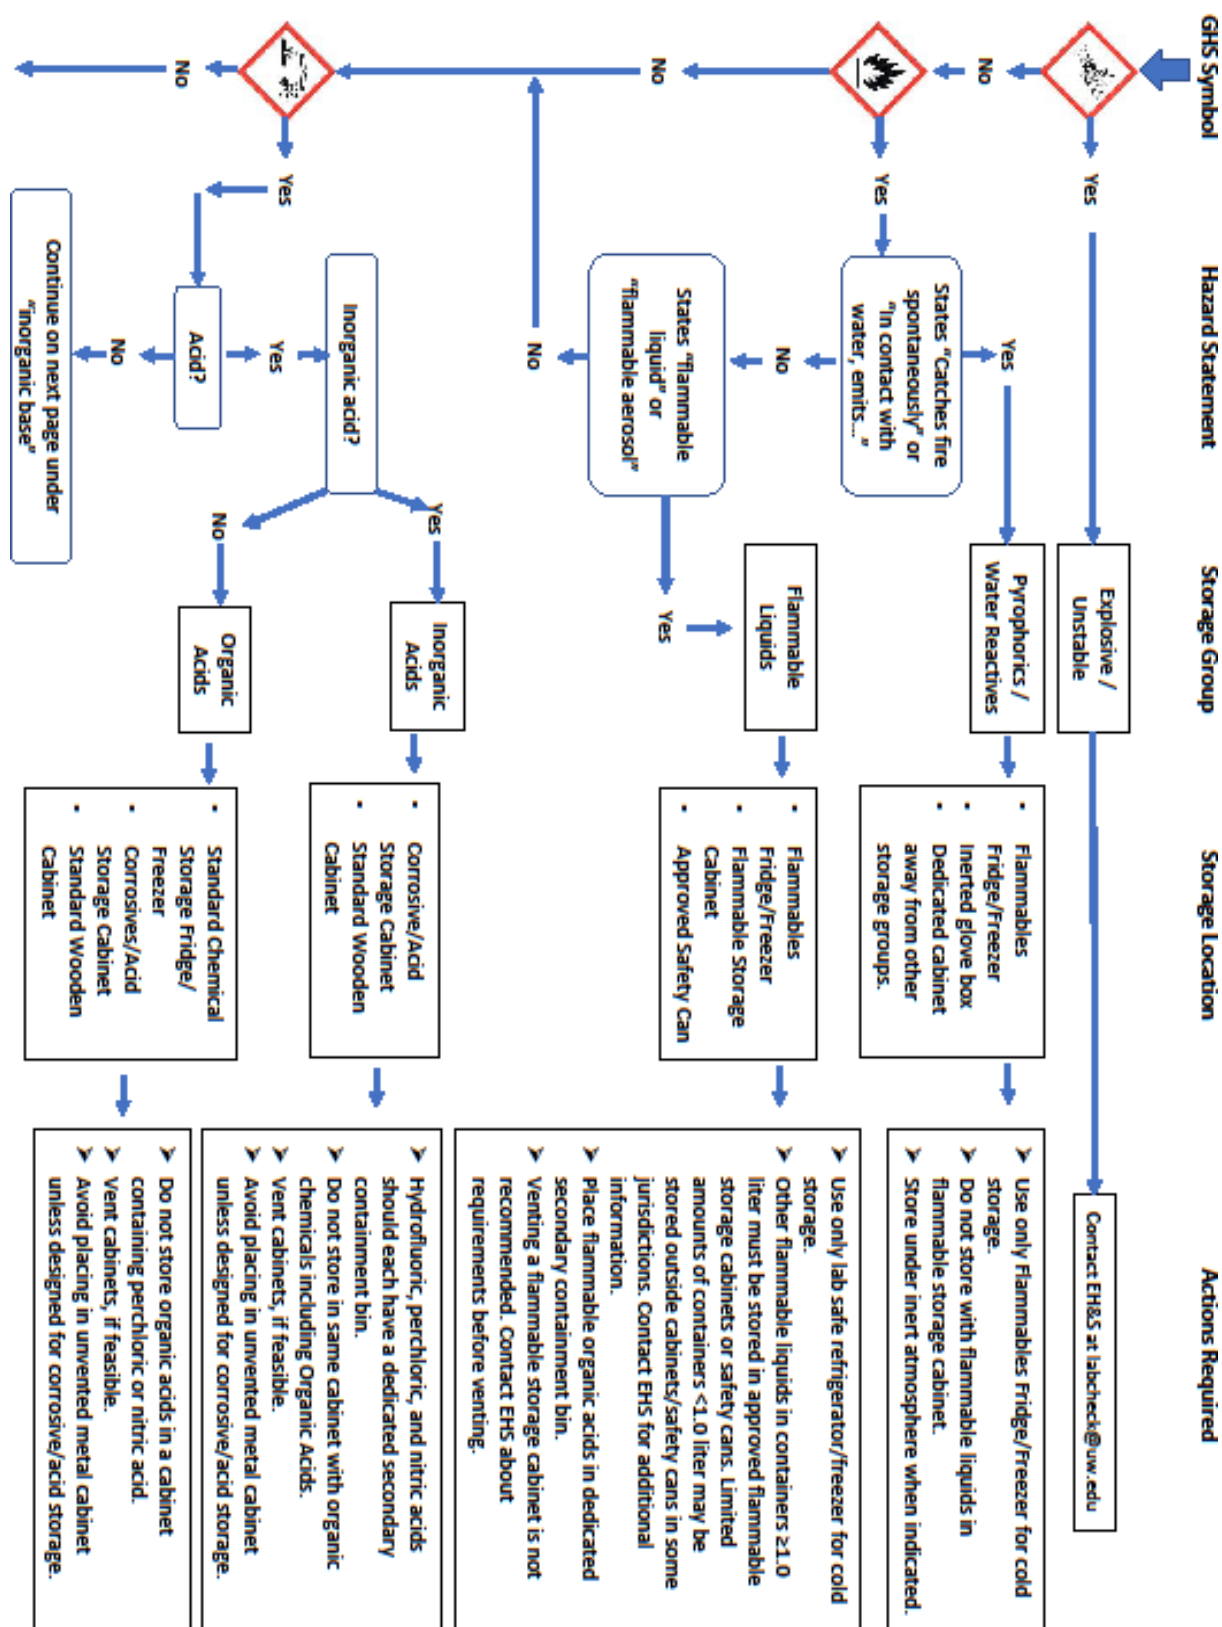 GHS Symbol
Hazard Statement
Storage Group
Storage Location
Actions Required
Yes
Explosive /
Unstable
Contact EH&S at labcheck@uw.edu
No
Yes
States “Catches fire
spontaneously” or
“In contact with
water, emits...”
Yes
Pyrophorics /
Water Reactives
▪ Flammables
Fridge/Freezer
▪ Inerted glove box
▪ Dedicated cabinet
away from other
storage groups.
➤ Use only Flammables Fridge/Freezer for cold
storage.
➤ Do not store with flammable liquids in
flammable storage cabinet.
➤ Store under inert atmosphere when indicated.
No
States “flammable
liquid” or
“flammable aerosol”
Yes
Flammable
Liquids
▪ Flammables
Fridge/Freezer
▪ Flammable Storage
Cabinet
▪ Approved Safety Can
➤ Use only lab safe refrigerator/freezer for cold
storage.
➤ Other flammable liquids in containers ≥1.0
liter must be stored in approved flammable
storage cabinets or safety cans. Limited
amounts of containers <1.0 liter may be
stored outside cabinets/safety cans in some
jurisdictions. Contact EHS for additional
information.
➤ Place flammable organic acids in dedicated
secondary containment bin.
➤ Venting a flammable storage cabinet is not
recommended. Contact EHS about
requirements before venting.
No
No
Yes
Inorganic acid?
Yes
Inorganic
Acids
▪ Corrosive/Acid
Storage Cabinet
▪ Standard Wooden
Cabinet
➤ Hydrofluoric, perchloric, and nitric acids
should each have a dedicated secondary
containment bin.
➤ Do not store in same cabinet with organic
chemicals including Organic Acids.
➤ Vent cabinets, if feasible.
➤ Avoid placing in unvented metal cabinet
unless designed for corrosive/acid storage.
Yes
Acid?
No
Organic
Acids
▪ Standard Chemical
Storage Fridge/
Freezer
▪ Corrosives/Acid
Storage Cabinet
▪ Standard Wooden
Cabinet
➤ Do not store organic acids in a cabinet
containing perchloric or nitric acid.
➤ Vent cabinets, if feasible.
➤ Avoid placing in unvented metal cabinet
unless designed for corrosive/acid storage.
No
No
Continue on next page under
“inorganic base”